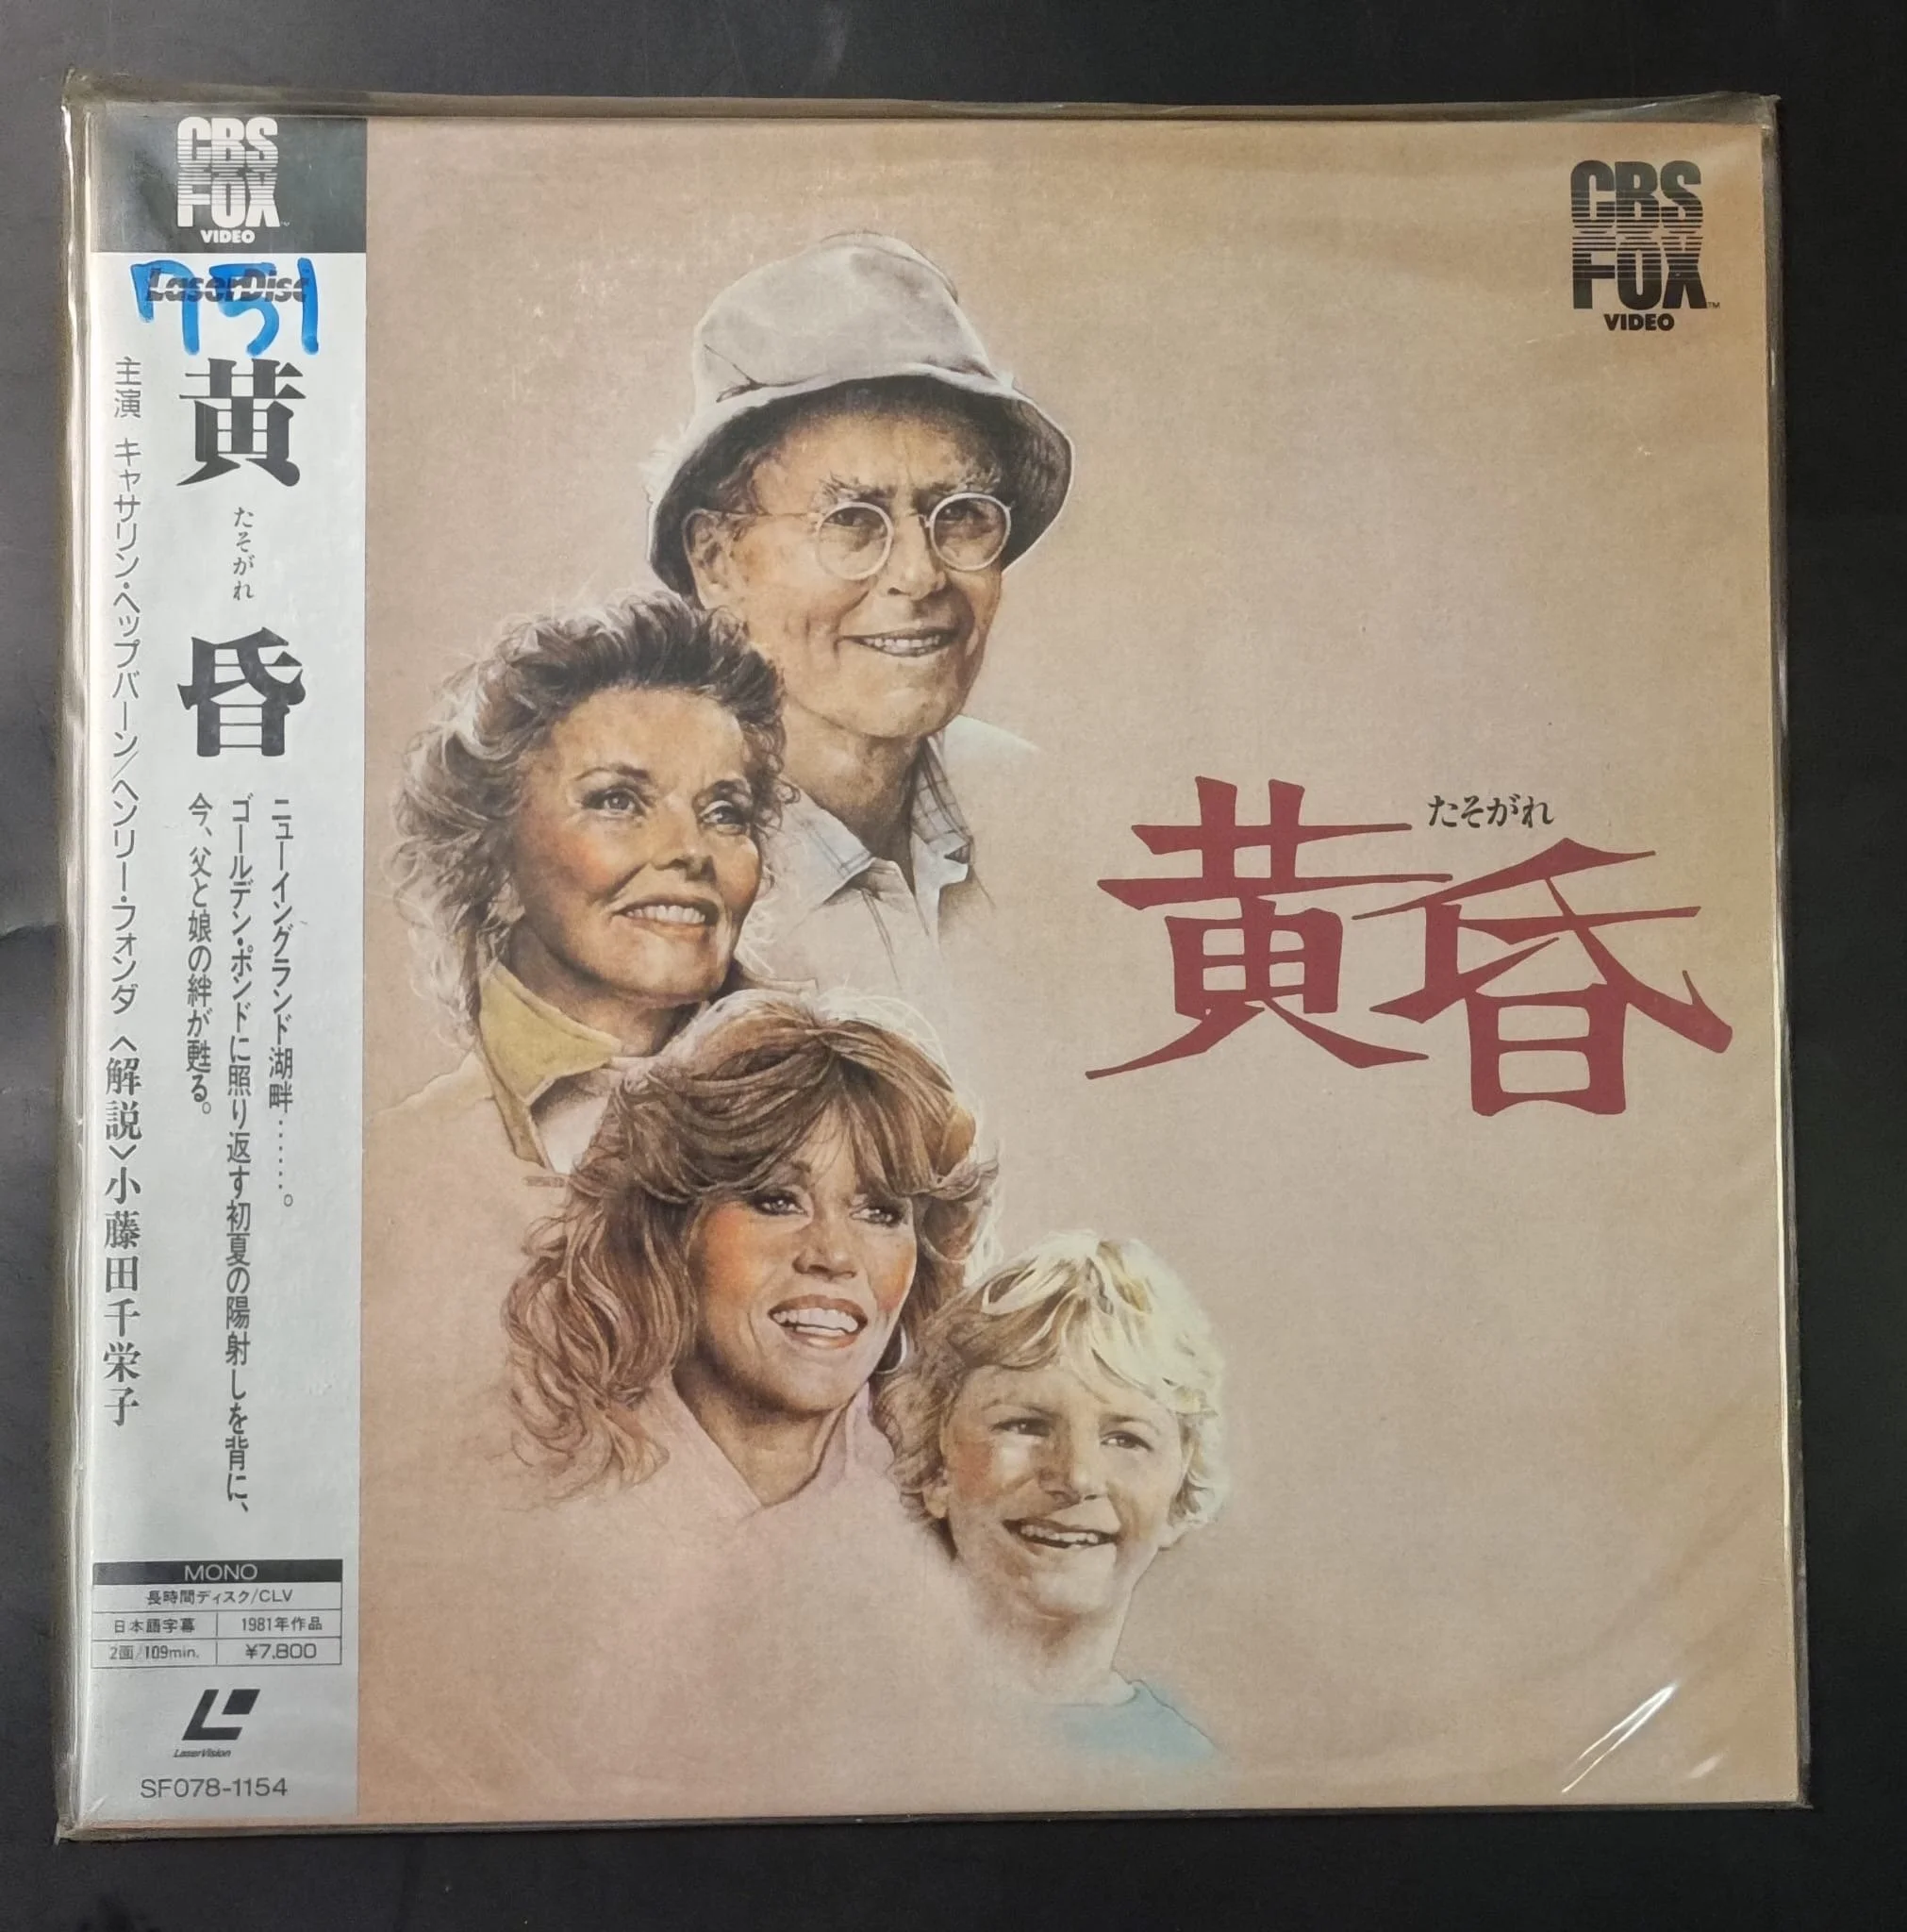 CBS
FOX
VIDEO
LaserDisc
751
黄昏
たそがれ
主演 キャサリン・ヘップバーン/ヘンリー・フォンダ〈解説〉小藤田千栄子
ニューイングランド湖畔……。
ゴールデン・ポンドに照り返す初夏の陽射しを背に、
今、父と娘の絆が甦る。
MONO
長時間ディスク/CLV
日本語字幕 1981年作品
2面/109min. ¥7,800
LaserVision
SF078-1154
CBS
FOX
VIDEO
TM
たそがれ
黄昏